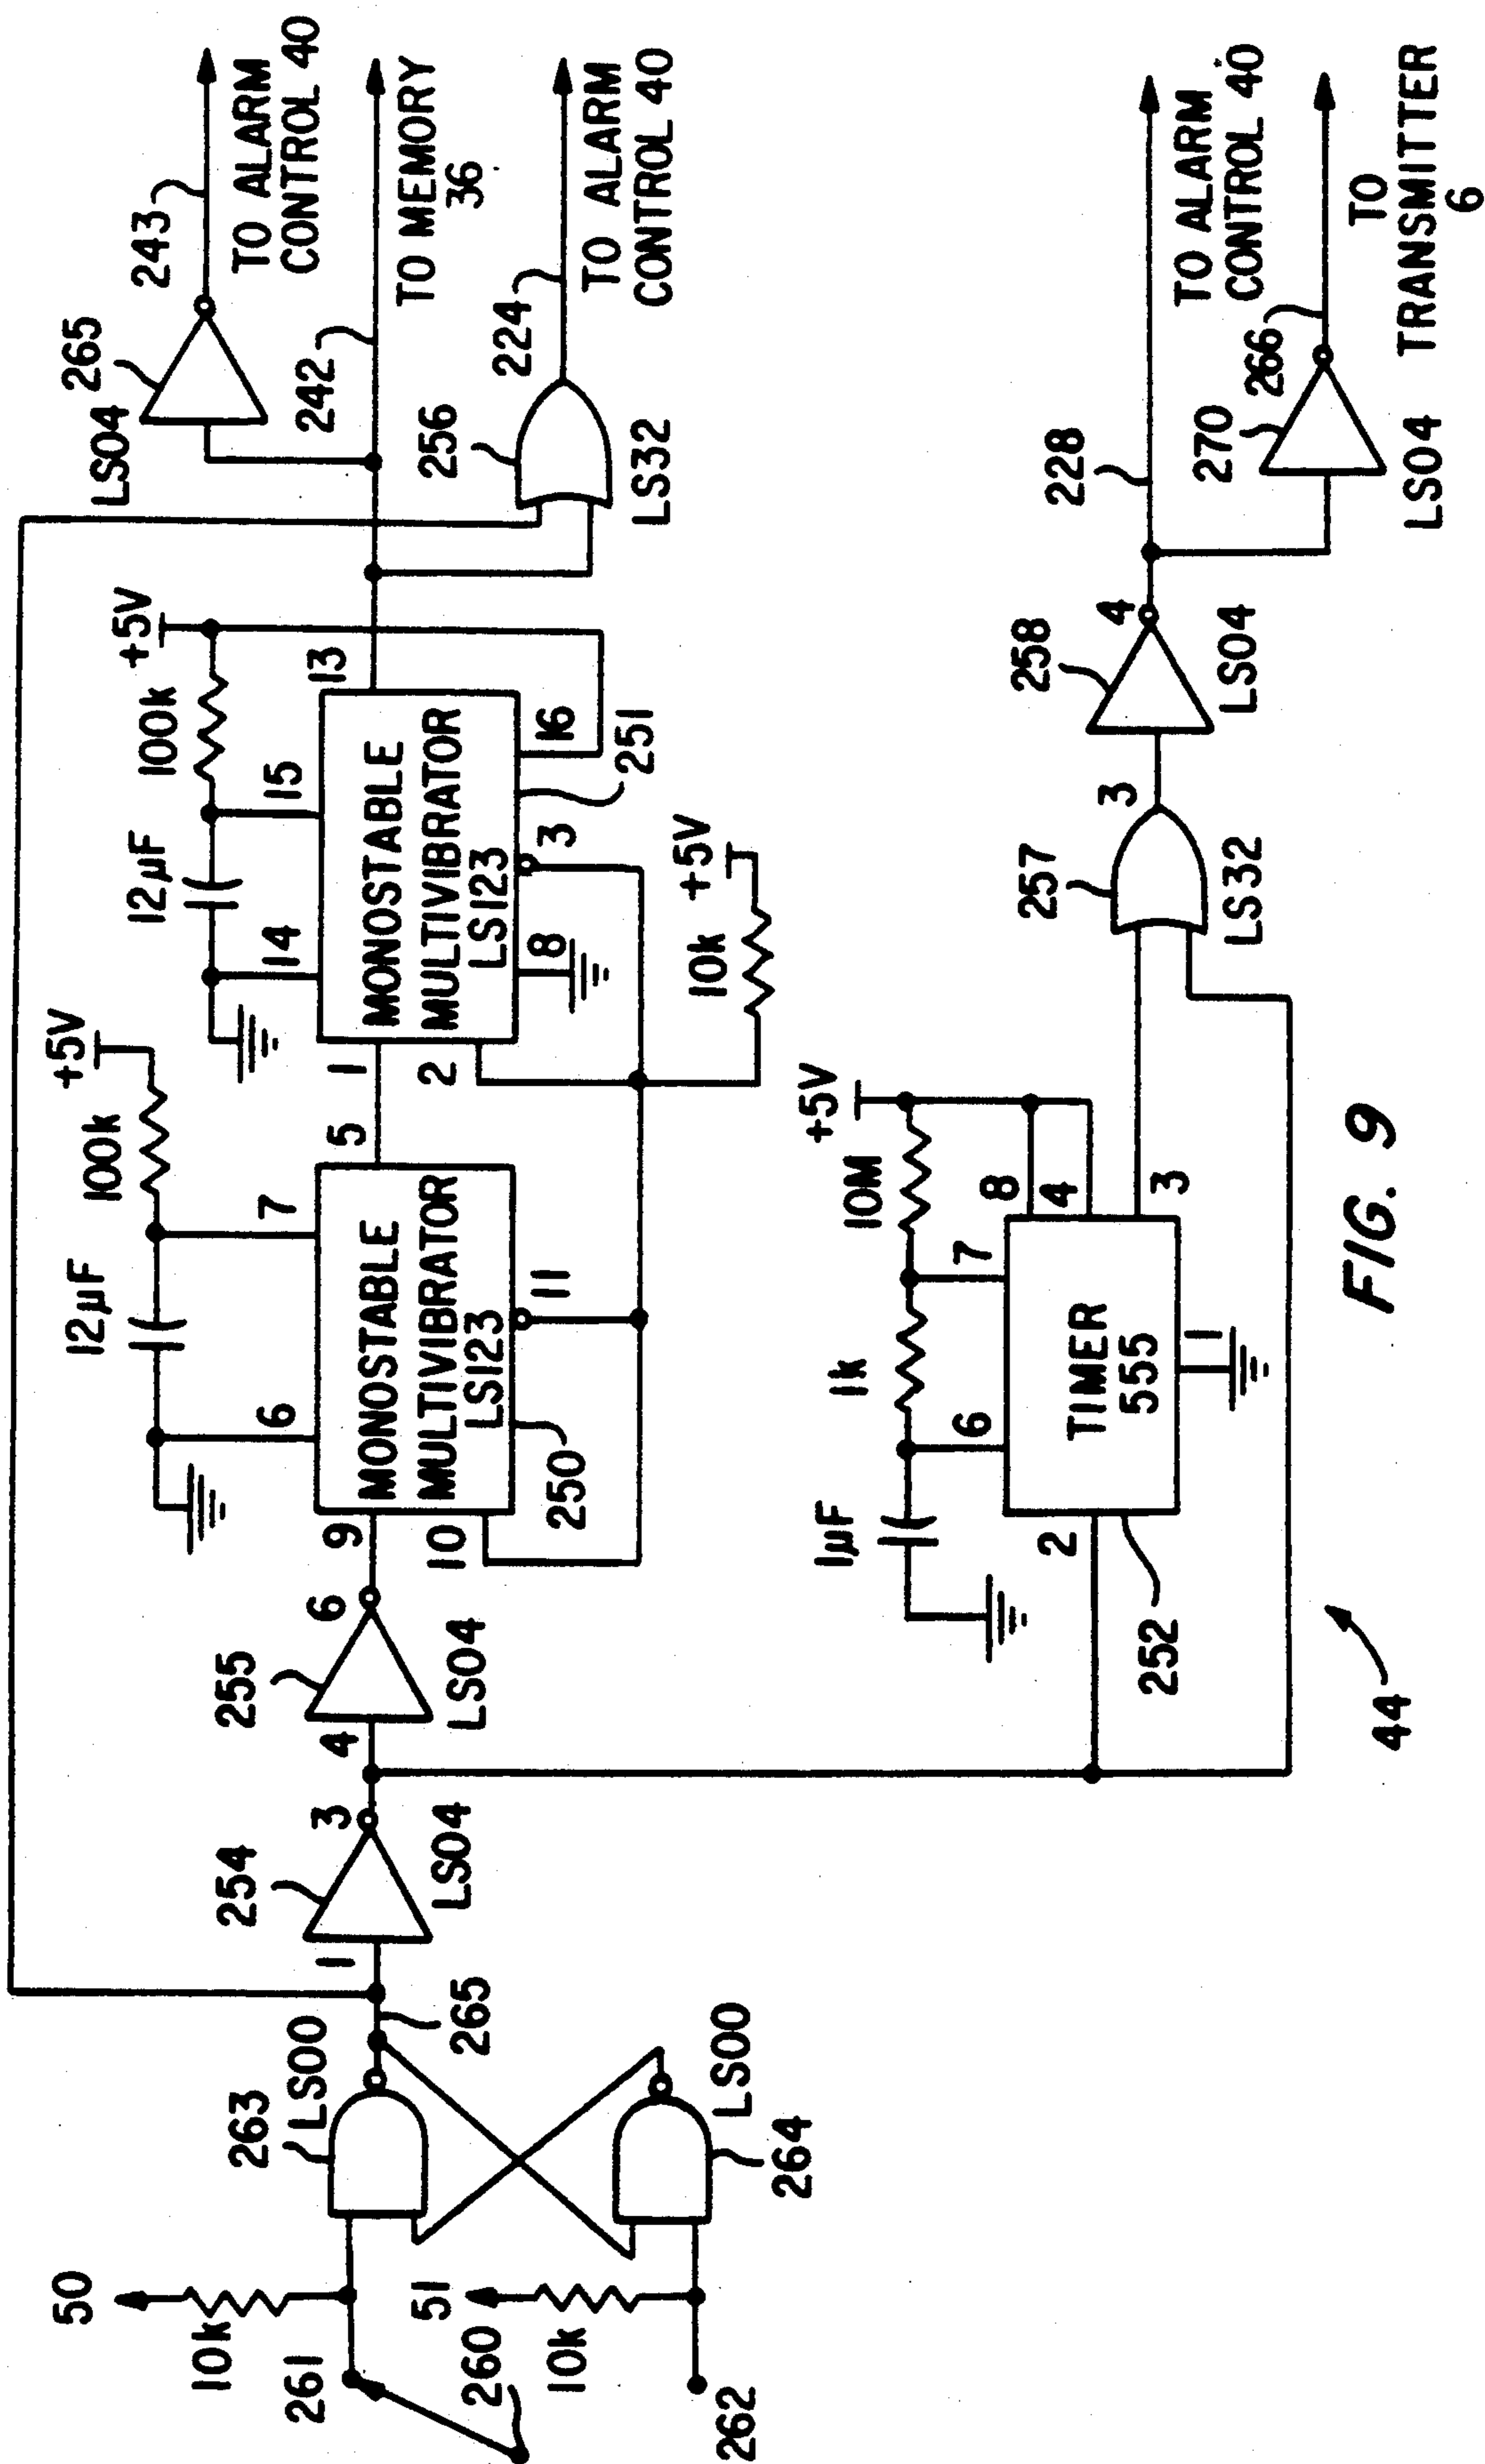 50
10k
261
260
51
10k
262
263
LS00
LS00
264
265
1
254
3
LS04
4
255
6
LS04
9
10
12µF
100k
+5V
6
7
MONOSTABLE
MULTIVIBRATOR
LS123
11
250
5
1
2
12µF
100k
+5V
14
15
13
MONOSTABLE
MULTIVIBRATOR
LS123
8
3
16
251
10k
+5V
LS04
265
243
TO ALARM
CONTROL 40
242
TO MEMORY
36
256
LS32
224
TO ALARM
CONTROL 40
1µF
1k
10M
+5V
6
7
8
4
2
TIMER
555
1
3
252
257
3
LS32
258
4
LS04
228
TO ALARM
CONTROL 40
270
266
LS04
TO
TRANSMITTER
6
44
FIG. 9